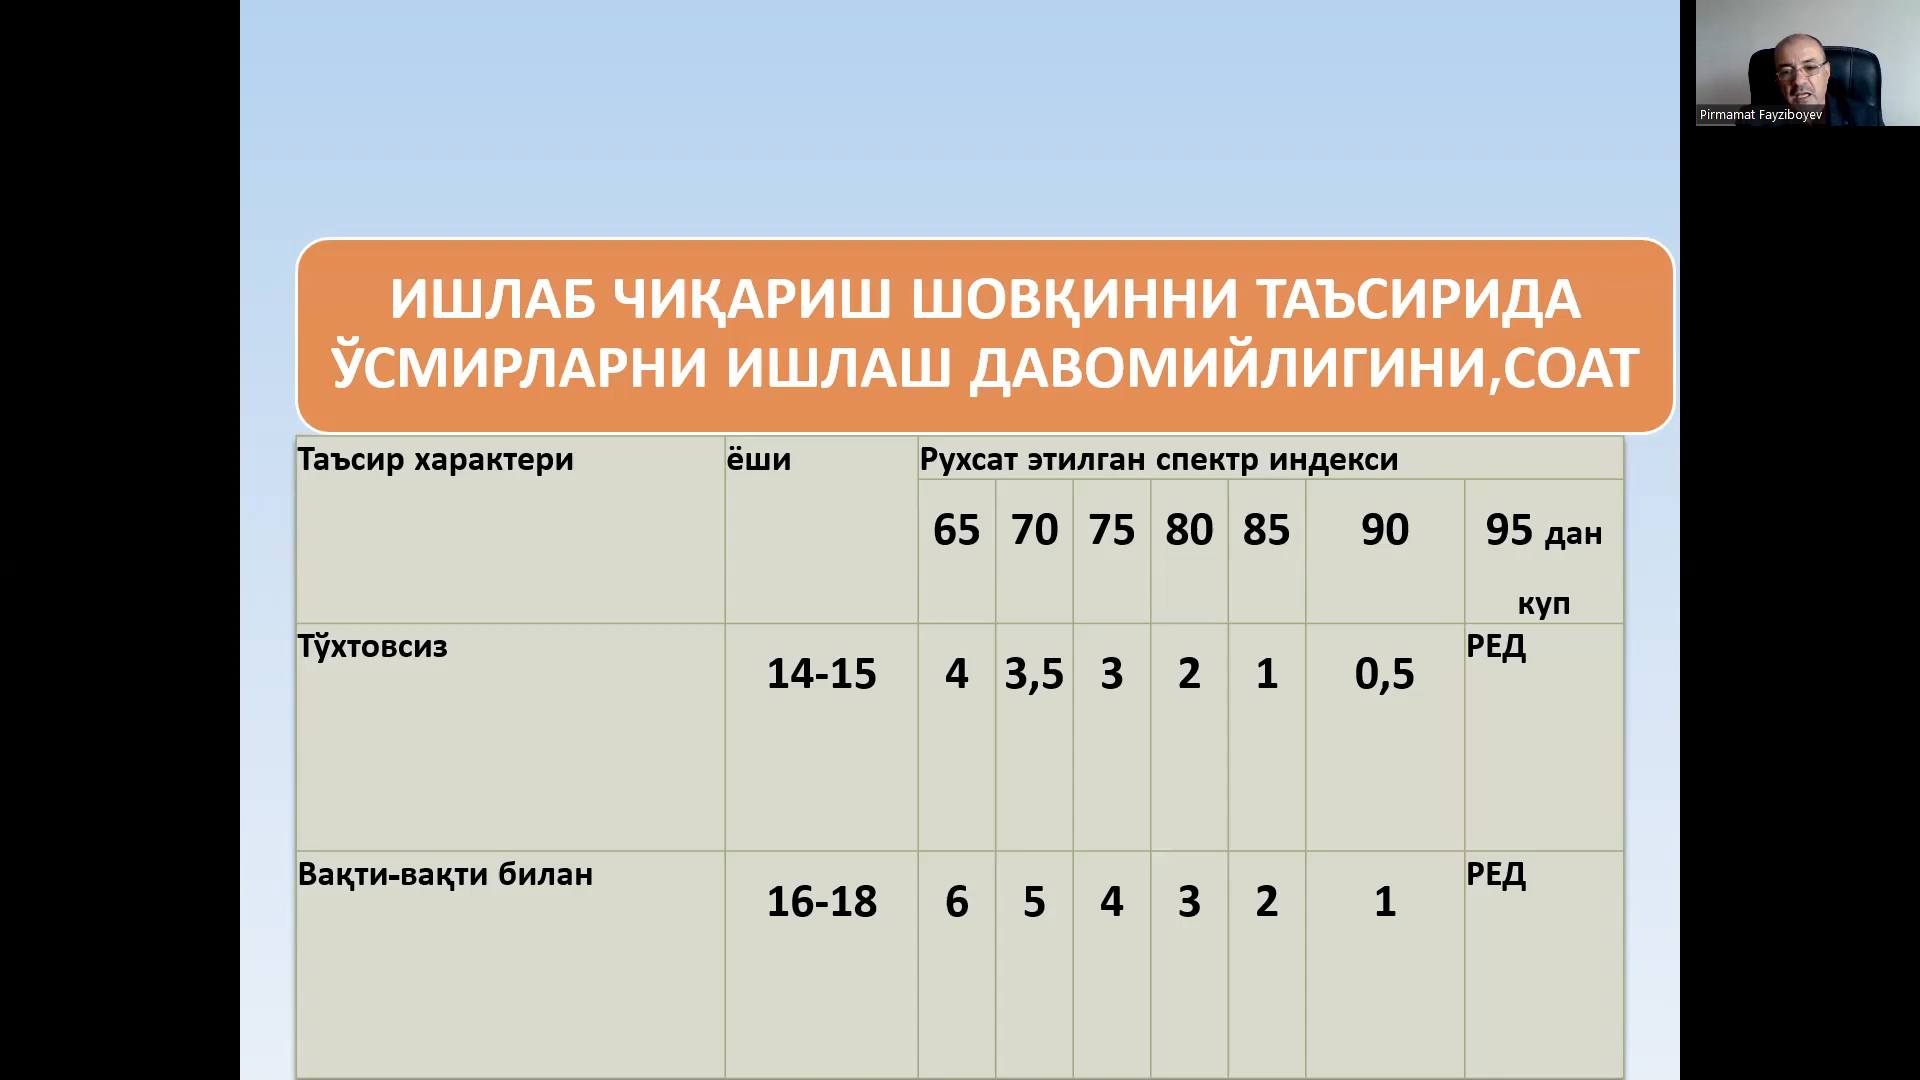 Pirmamat Fayziboyev
ИШЛАБ ЧИҚАРИШ ШОВҚИННИ ТАЪСИРИДА
ЎСМИРЛАРНИ ИШЛАШ ДАВОМИЙЛИГИНИ,СОАТ
Таъсир характери ёши Рухсат этилган спектр индекси
65 70 75 80 85 90 95 дан
куп
Тўхтовсиз 14-15 4 3,5 3 2 1 0,5 РЕД
Вақти-вақти билан 16-18 6 5 4 3 2 1 РЕД